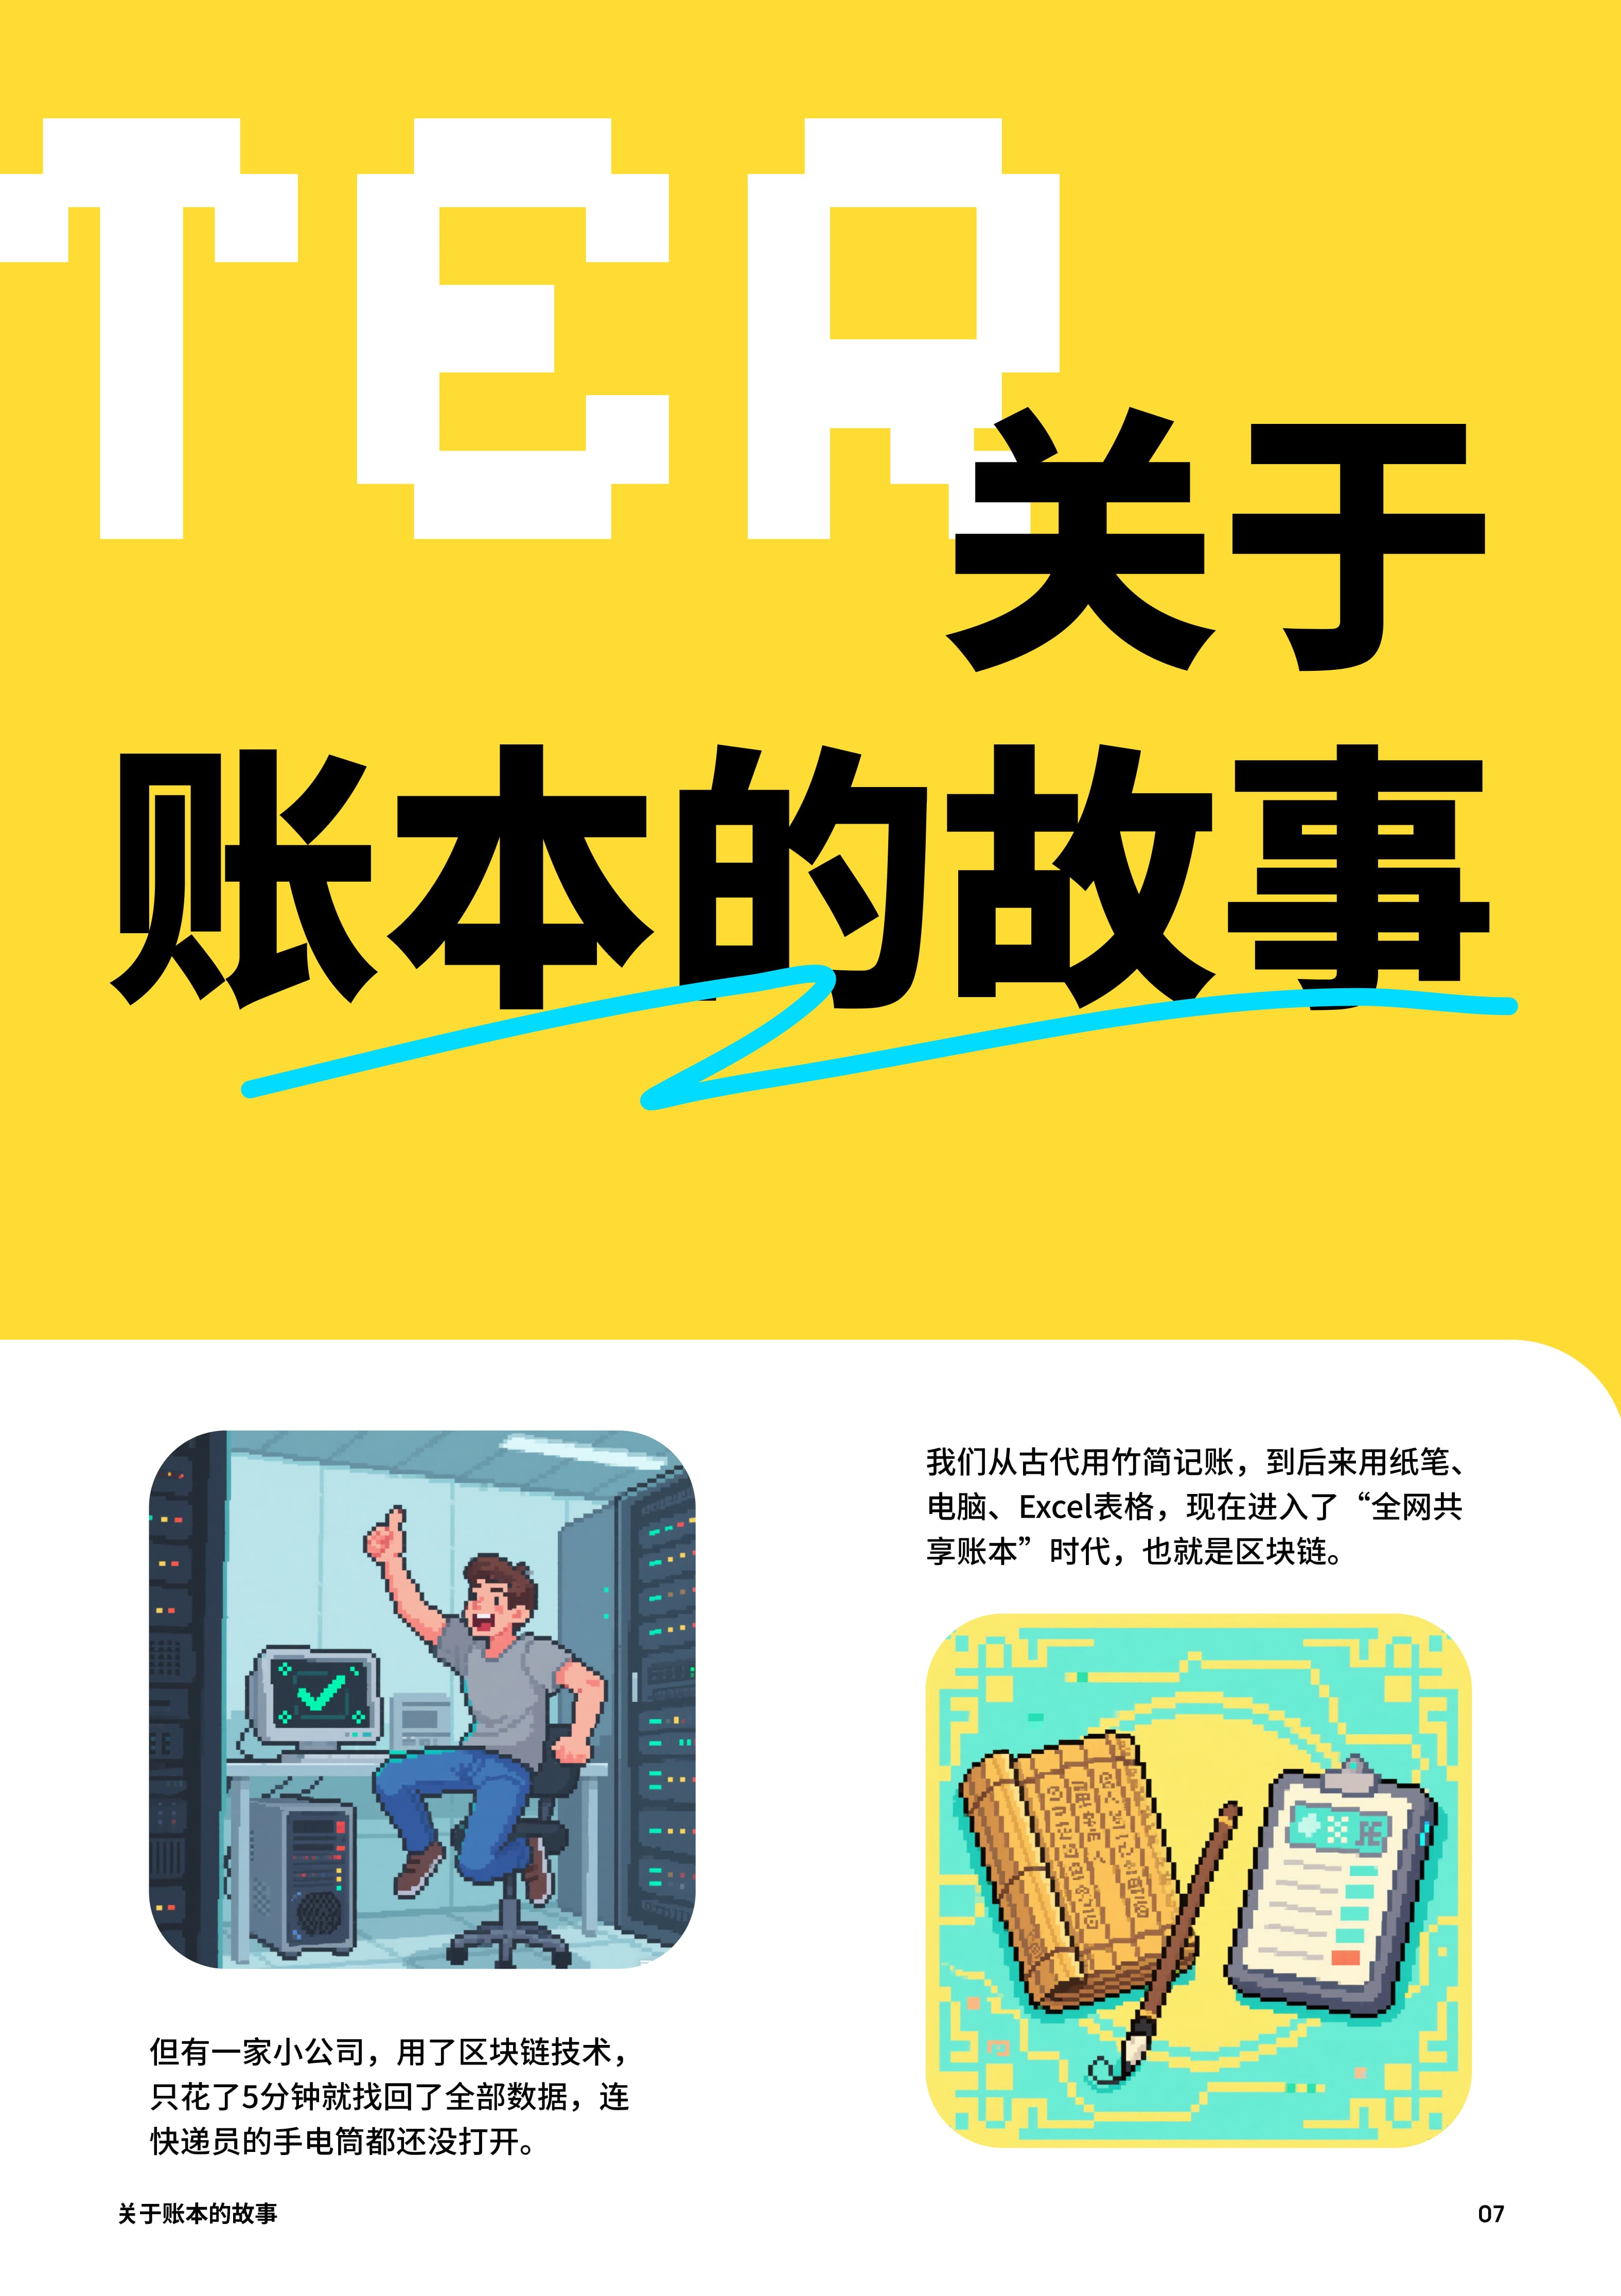 TER
关于
账本的故事
但有一家小公司，用了区块链技术，
只花了5分钟就找回了全部数据，连
快递员的手电筒都还没打开。
我们从古代用竹简记账，到后来用纸笔、
电脑、Excel表格，现在进入了“全网共
享账本”时代，也就是区块链。
关于账本的故事
07